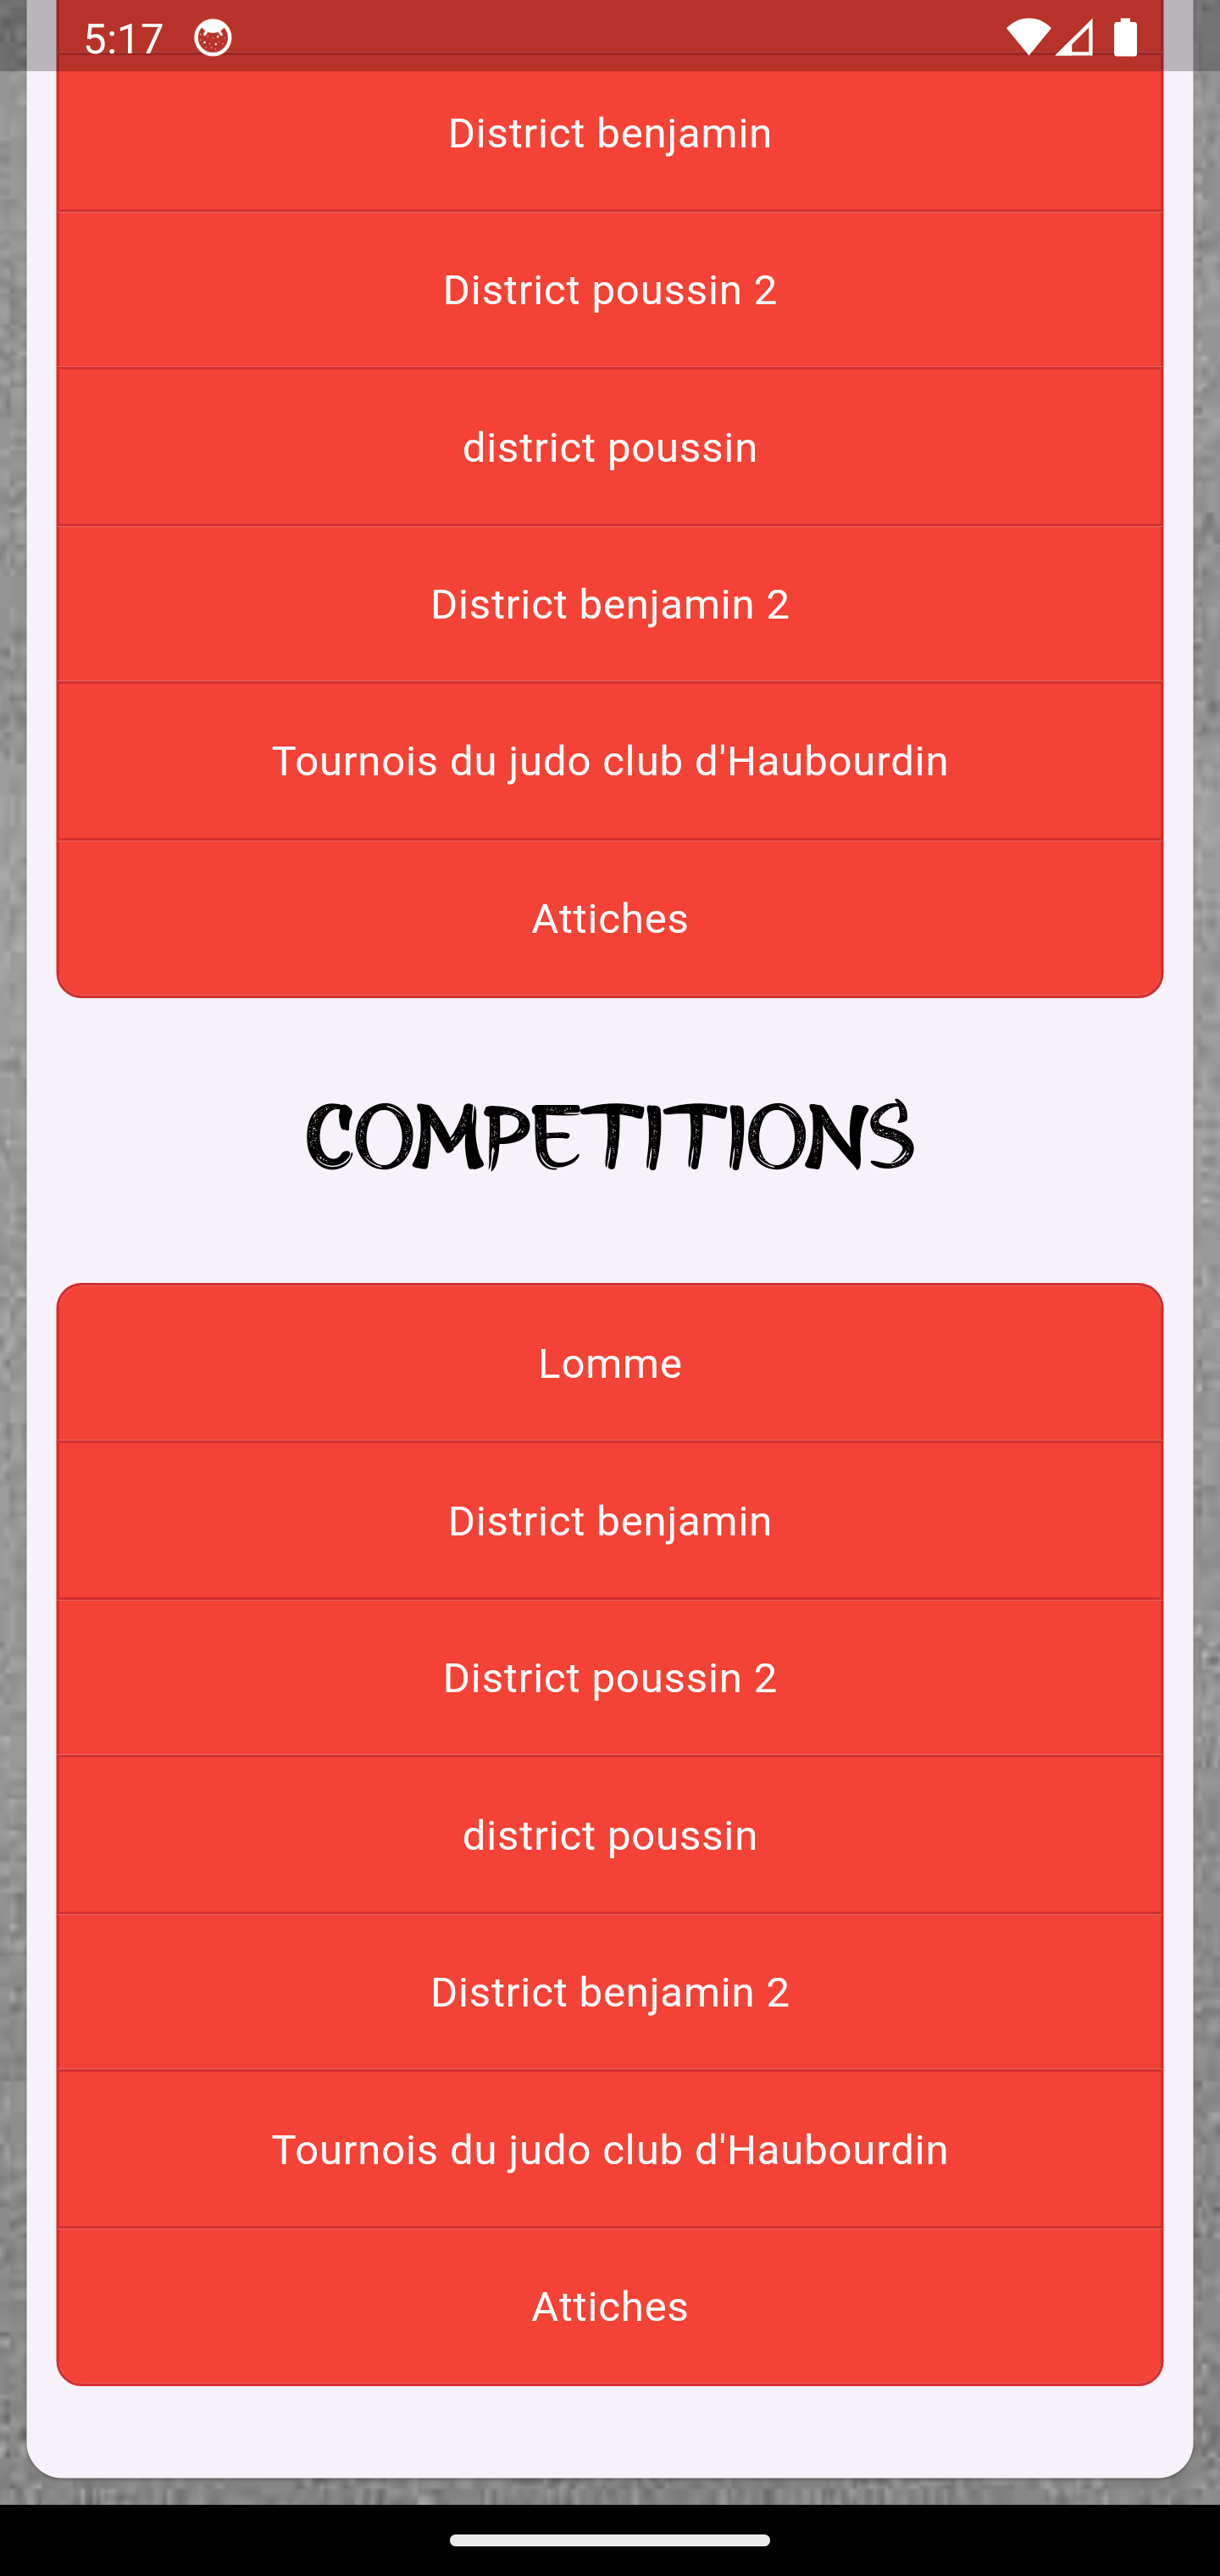 5:17
District benjamin
District poussin 2
district poussin
District benjamin 2
Tournois du judo club d'Haubourdin
Attiches
COMPETITIONS
Lomme
District benjamin
District poussin 2
district poussin
District benjamin 2
Tournois du judo club d'Haubourdin
Attiches